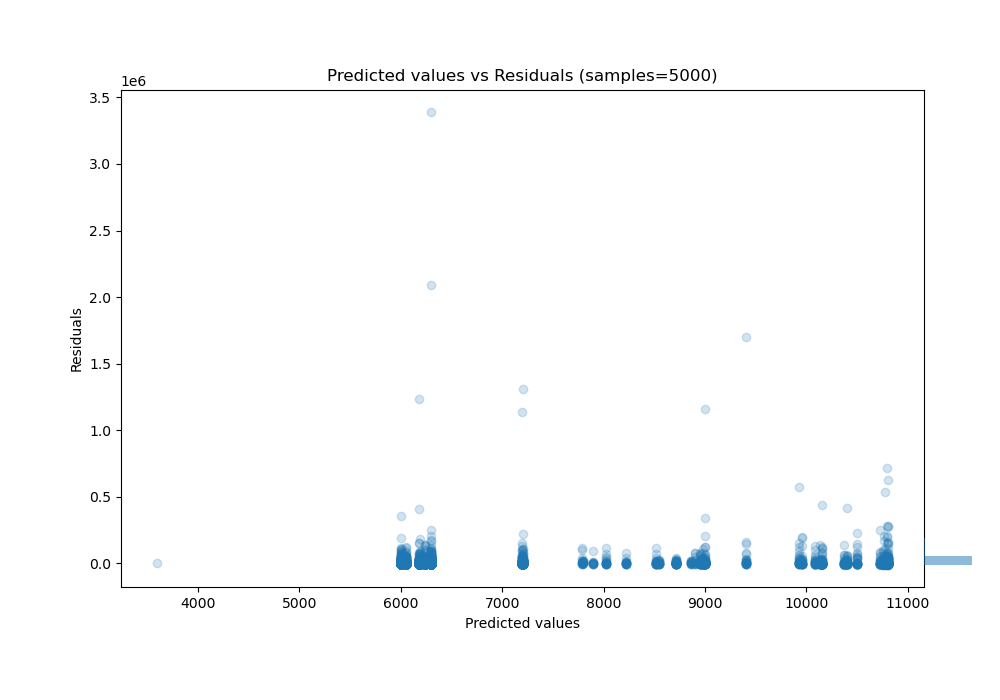 Predicted values vs Residuals (samples=5000)
1e6
3.5
3.0
2.5
2.0
1.5
1.0
0.5
0.0
Residuals
4000 5000 6000 7000 8000 9000 10000 11000
Predicted values